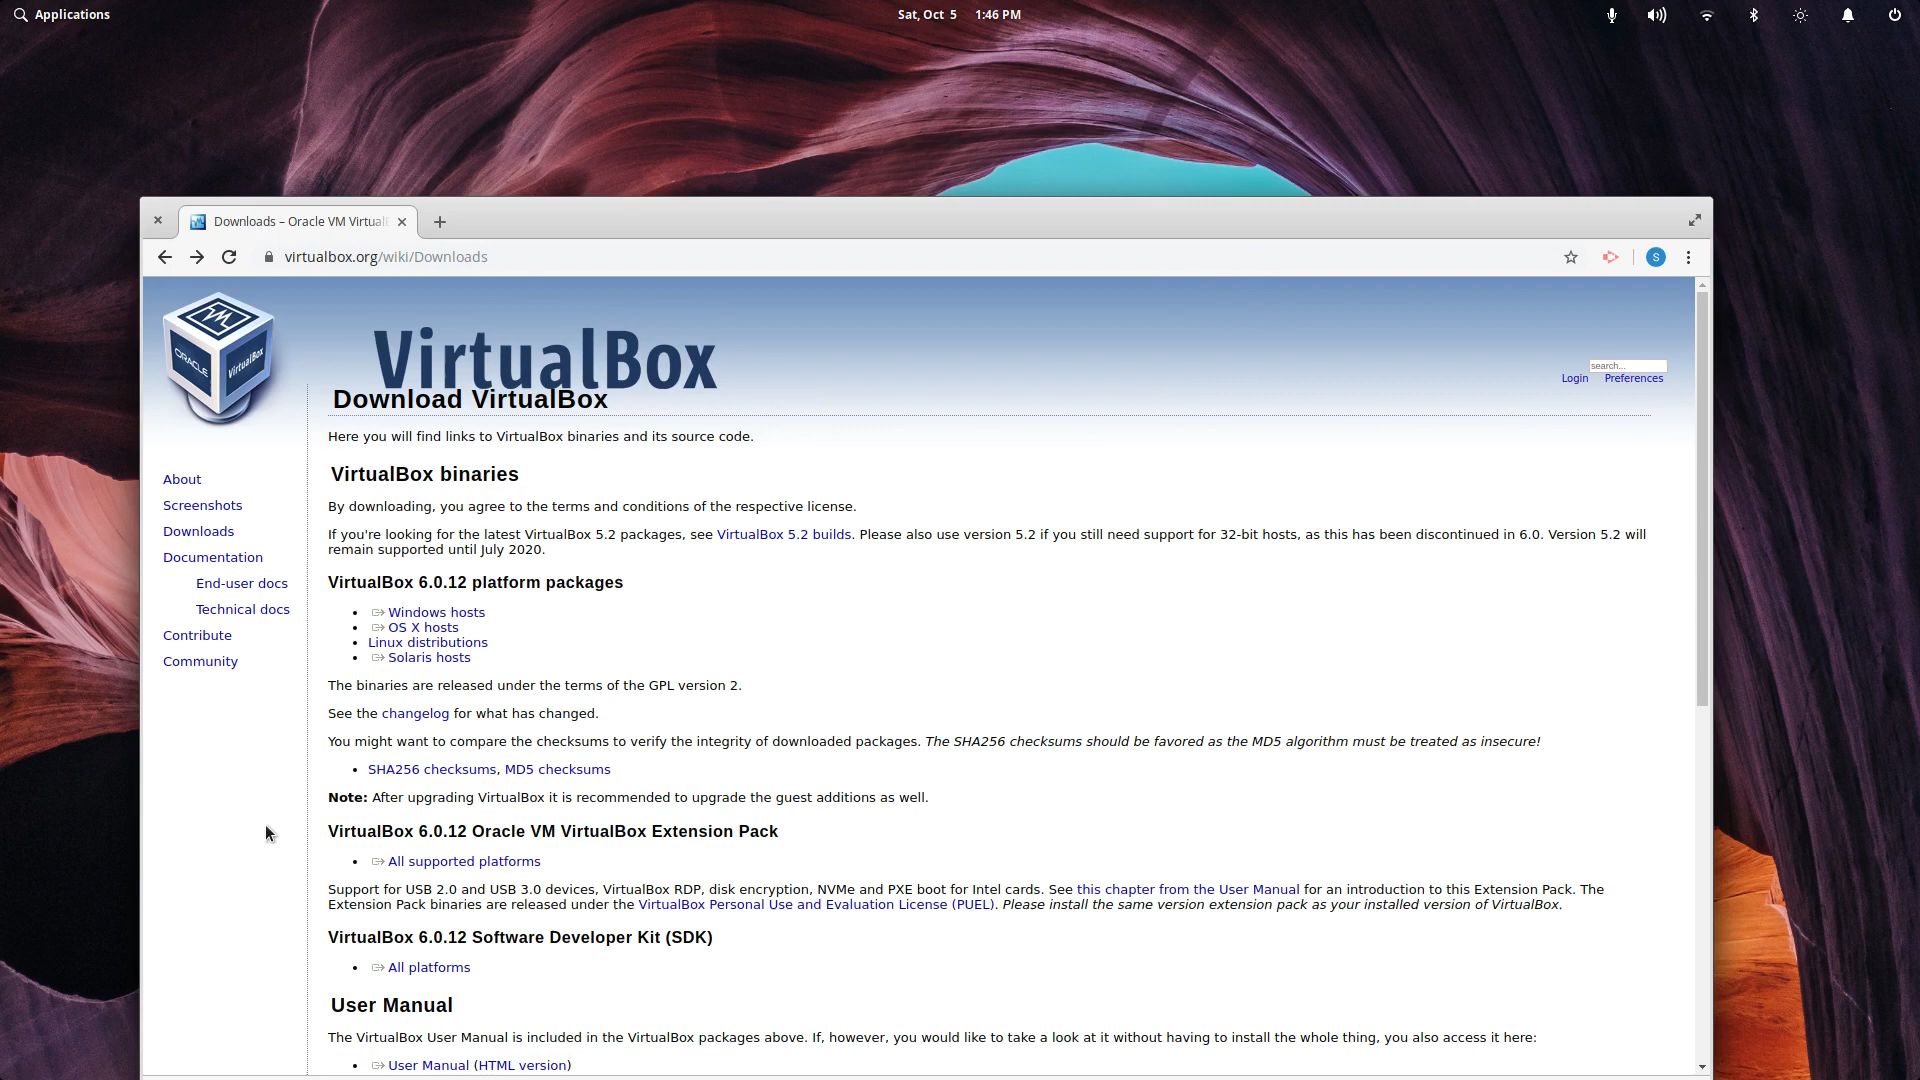 Applications
Sat, Oct 5 1:46 PM
Downloads – Oracle VM Virtual
virtualbox.org/wiki/Downloads
S
ORACLE
VirtualBox
VirtualBox
search...
Login Preferences
Download VirtualBox
Here you will find links to VirtualBox binaries and its source code.
About
Screenshots
Downloads
Documentation
End-user docs
Technical docs
Contribute
Community
VirtualBox binaries
By downloading, you agree to the terms and conditions of the respective license.
If you're looking for the latest VirtualBox 5.2 packages, see VirtualBox 5.2 builds. Please also use version 5.2 if you still need support for 32-bit hosts, as this has been discontinued in 6.0. Version 5.2 will
remain supported until July 2020.
VirtualBox 6.0.12 platform packages
Windows hosts
OS X hosts
Linux distributions
Solaris hosts
The binaries are released under the terms of the GPL version 2.
See the changelog for what has changed.
You might want to compare the checksums to verify the integrity of downloaded packages. The SHA256 checksums should be favored as the MD5 algorithm must be treated as insecure!
SHA256 checksums, MD5 checksums
Note: After upgrading VirtualBox it is recommended to upgrade the guest additions as well.
VirtualBox 6.0.12 Oracle VM VirtualBox Extension Pack
All supported platforms
Support for USB 2.0 and USB 3.0 devices, VirtualBox RDP, disk encryption, NVMe and PXE boot for Intel cards. See this chapter from the User Manual for an introduction to this Extension Pack. The
Extension Pack binaries are released under the VirtualBox Personal Use and Evaluation License (PUEL). Please install the same version extension pack as your installed version of VirtualBox.
VirtualBox 6.0.12 Software Developer Kit (SDK)
All platforms
User Manual
The VirtualBox User Manual is included in the VirtualBox packages above. If, however, you would like to take a look at it without having to install the whole thing, you also access it here:
User Manual (HTML version)